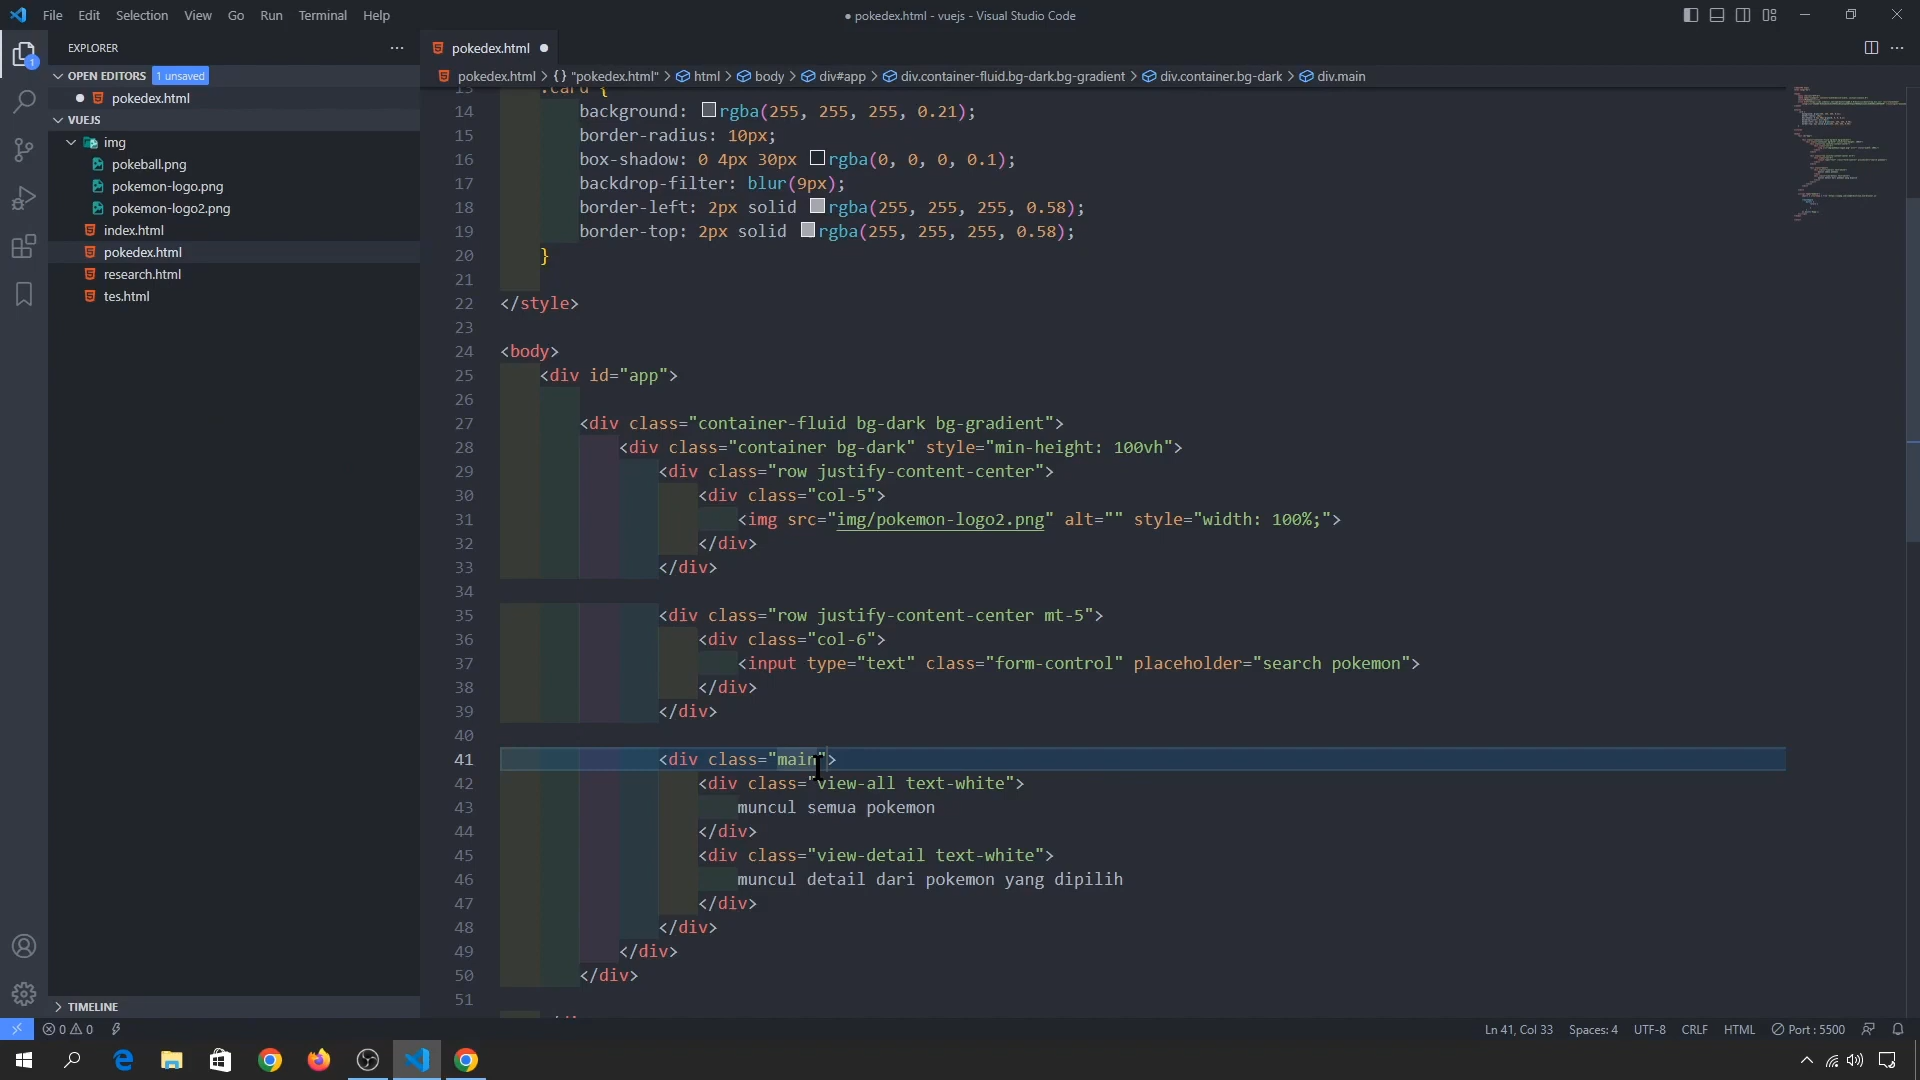 File Edit Selection View Go Run Terminal Help
● pokedex.html - vuejs - Visual Studio Code
EXPLORER
pokedex.html ●
OPEN EDITORS 1 unsaved
pokedex.html > {} "pokedex.html" > html > body > div#app > div.container-fluid.bg-dark.bg-gradient > div.container.bg-dark > div.main
● pokedex.html
VUEJS
img
pokeball.png
pokemon-logo.png
pokemon-logo2.png
index.html
pokedex.html
research.html
tes.html
TIMELINE
1
13 .card {
14 background: rgba(255, 255, 255, 0.21);
15 border-radius: 10px;
16 box-shadow: 0 4px 30px rgba(0, 0, 0, 0.1);
17 backdrop-filter: blur(9px);
18 border-left: 2px solid rgba(255, 255, 255, 0.58);
19 border-top: 2px solid rgba(255, 255, 255, 0.58);
20 }
21
22 </style>
23
24 <body>
25 <div id="app">
26
27 <div class="container-fluid bg-dark bg-gradient">
28 <div class="container bg-dark" style="min-height: 100vh">
29 <div class="row justify-content-center">
30 <div class="col-5">
31 <img src="img/pokemon-logo2.png" alt="" style="width: 100%;">
32 </div>
33 </div>
34
35 <div class="row justify-content-center mt-5">
36 <div class="col-6">
37 <input type="text" class="form-control" placeholder="search pokemon">
38 </div>
39 </div>
40
41 <div class="main">
42 <div class="view-all text-white">
43 muncul semua pokemon
44 </div>
45 <div class="view-detail text-white">
46 muncul detail dari pokemon yang dipilih
47 </div>
48 </div>
49 </div>
50 </div>
51
0 0
Ln 41, Col 33 Spaces: 4 UTF-8 CRLF HTML Port : 5500